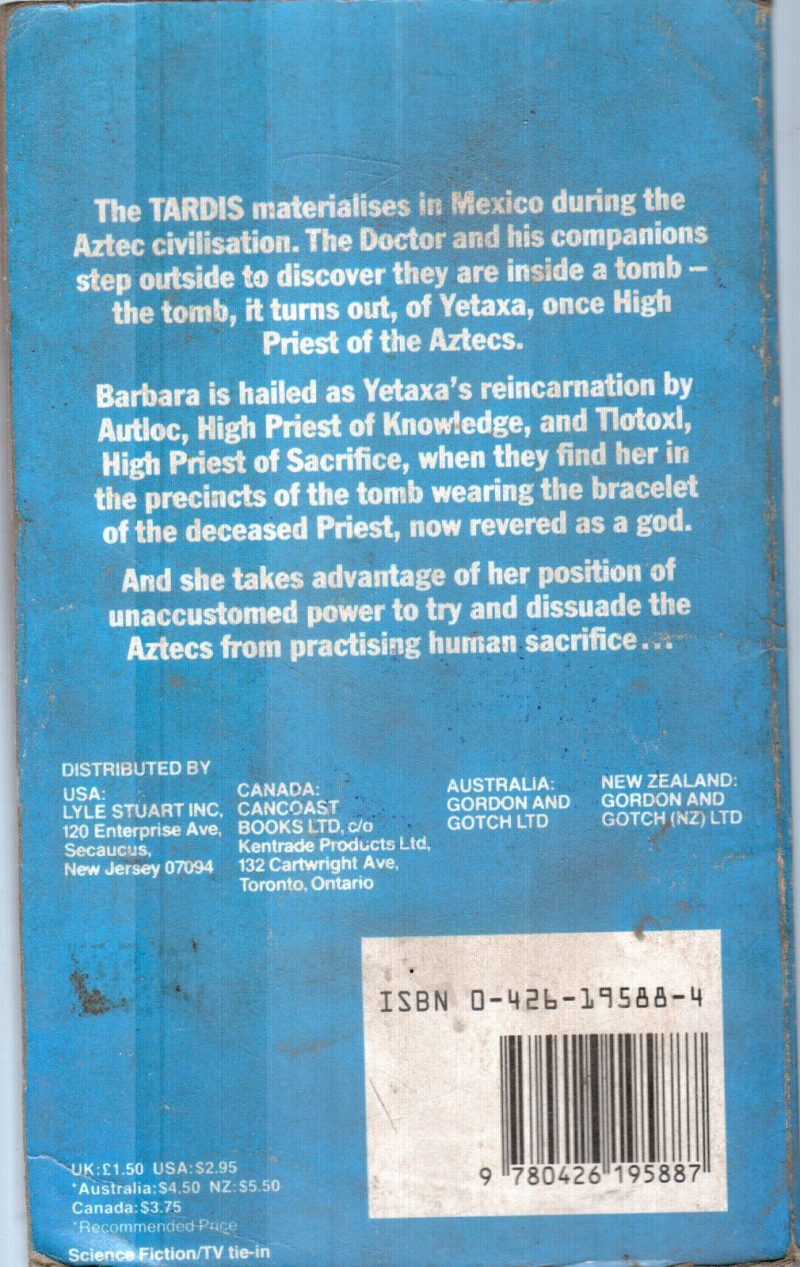 The TARDIS materialises in Mexico during the
Aztec civilisation. The Doctor and his companions
step outside to discover they are inside a tomb –
the tomb, it turns out, of Yetaxa, once High
Priest of the Aztecs.
Barbara is hailed as Yetaxa's reincarnation by
Autloc, High Priest of Knowledge, and Tlotoxl,
High Priest of Sacrifice, when they find her in
the precincts of the tomb wearing the bracelet
of the deceased Priest, now revered as a god.
And she takes advantage of her position of
unaccustomed power to try and dissuade the
Aztecs from practising human sacrifice...
DISTRIBUTED BY
USA:
LYLE STUART INC,
120 Enterprise Ave,
Secaucus,
New Jersey 07094
CANADA:
CANCOAST
BOOKS LTD, c/o
Kentrade Products Ltd,
132 Cartwright Ave,
Toronto, Ontario
AUSTRALIA:
GORDON AND
GOTCH LTD
NEW ZEALAND:
GORDON AND
GOTCH (NZ) LTD
ISBN 0-426-19588-4
9 780426 195887
UK:£1.50 USA:$2.95
*Australia:$4.50 NZ:$5.50
Canada:$3.75
*Recommended Price
Science Fiction/TV tie-in